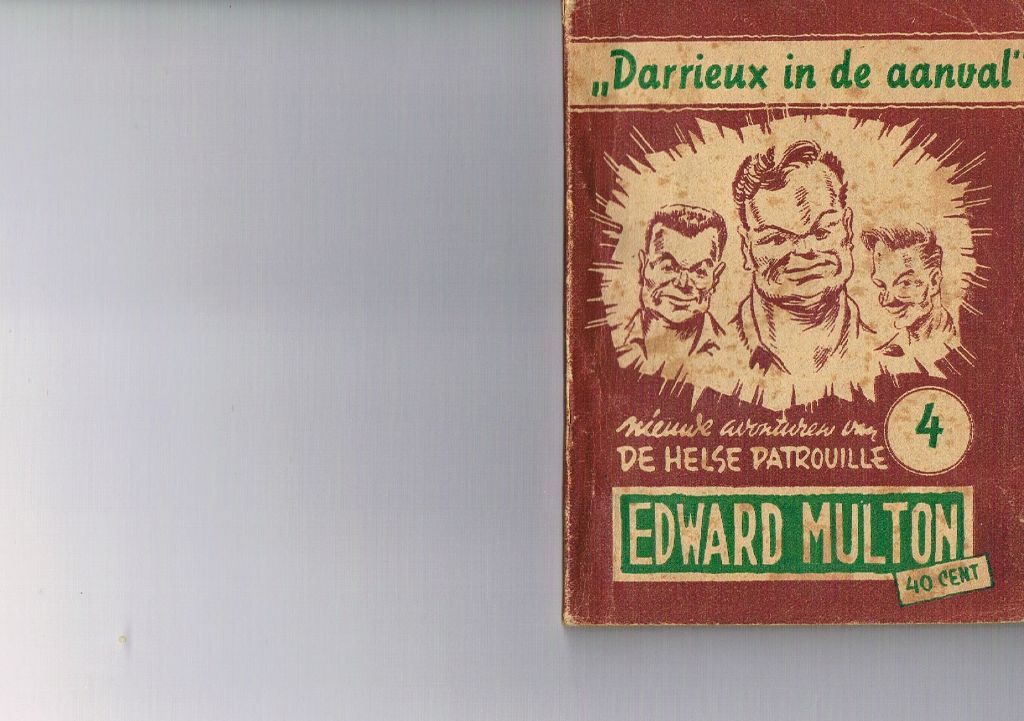 „Darrieux in de aanval"
nieuwe avonturen van
DE HELSE PATROUILLE
4
EDWARD MULTON
40 CENT